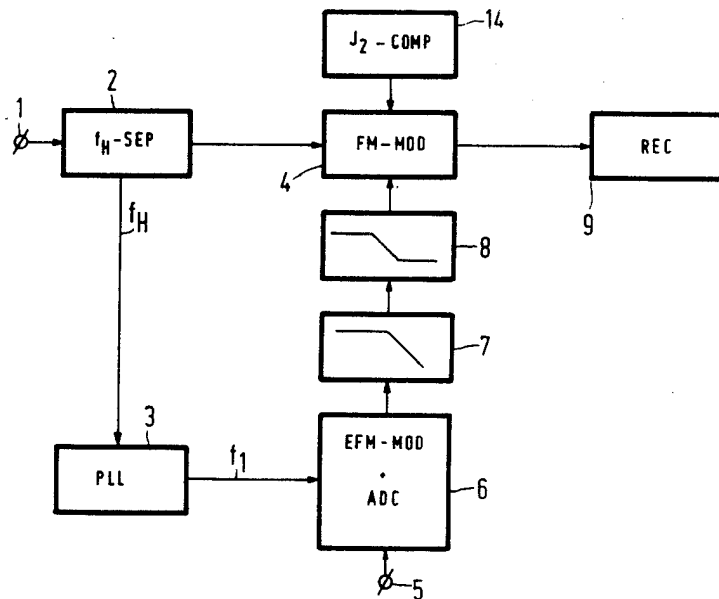 14
J2-COMP
1
2
fH-SEP
4
FM-MOD
REC
9
fH
8
7
3
PLL
f1
EFM-MOD
+
ADC
6
5